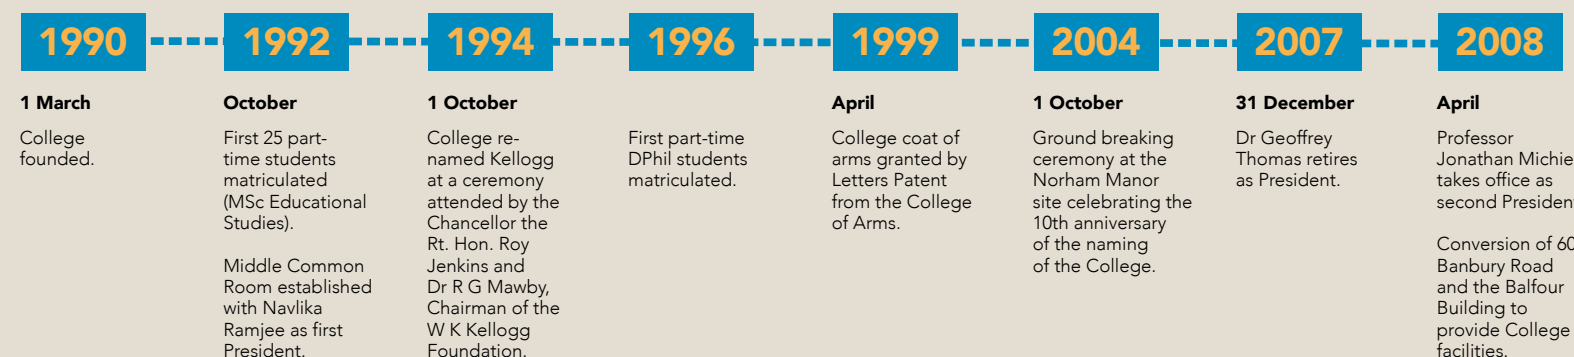 1990
1 March
College
founded.
1992
October
First 25 part-
time students
matriculated
(MSc Educational
Studies).
Middle Common
Room established
with Navlika
Ramjee as first
President.
1994
1 October
College re-
named Kellogg
at a ceremony
attended by the
Chancellor the
Rt. Hon. Roy
Jenkins and
Dr R G Mawby,
Chairman of the
W K Kellogg
Foundation.
1996
First part-time
DPhil students
matriculated.
1999
April
College coat of
arms granted by
Letters Patent
from the College
of Arms.
2004
1 October
Ground breaking
ceremony at the
Norham Manor
site celebrating the
10th anniversary
of the naming
of the College.
2007
31 December
Dr Geoffrey
Thomas retires
as President.
2008
April
Professor
Jonathan Michie
takes office as
second President
Conversion of 60
Banbury Road
and the Balfour
Building to
provide College
facilities.